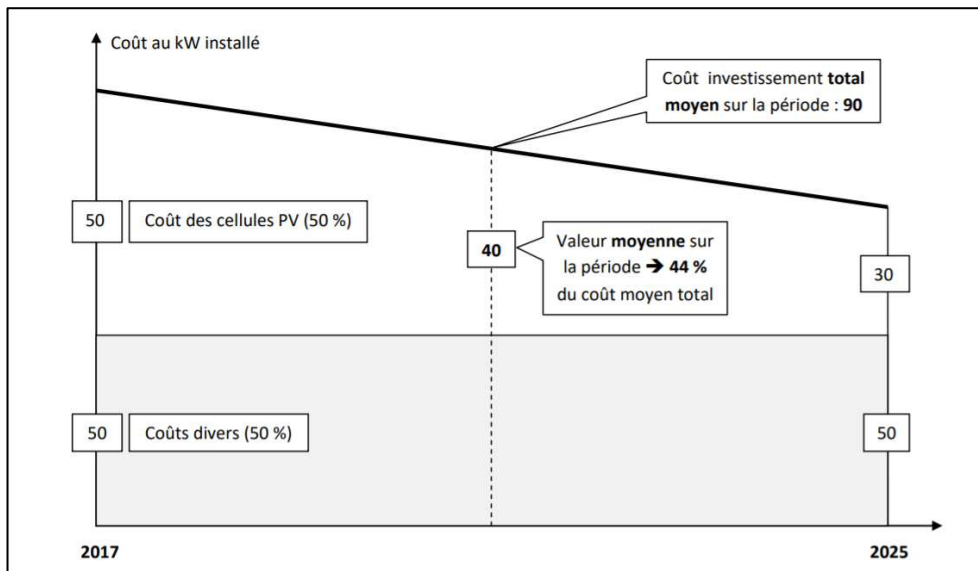 Coût au kW installé
Coût investissement total
moyen sur la période : 90
50
Coût des cellules PV (50 %)
40
Valeur moyenne sur
la période ➔ 44 %
du coût moyen total
30
50
Coûts divers (50 %)
50
2017
2025